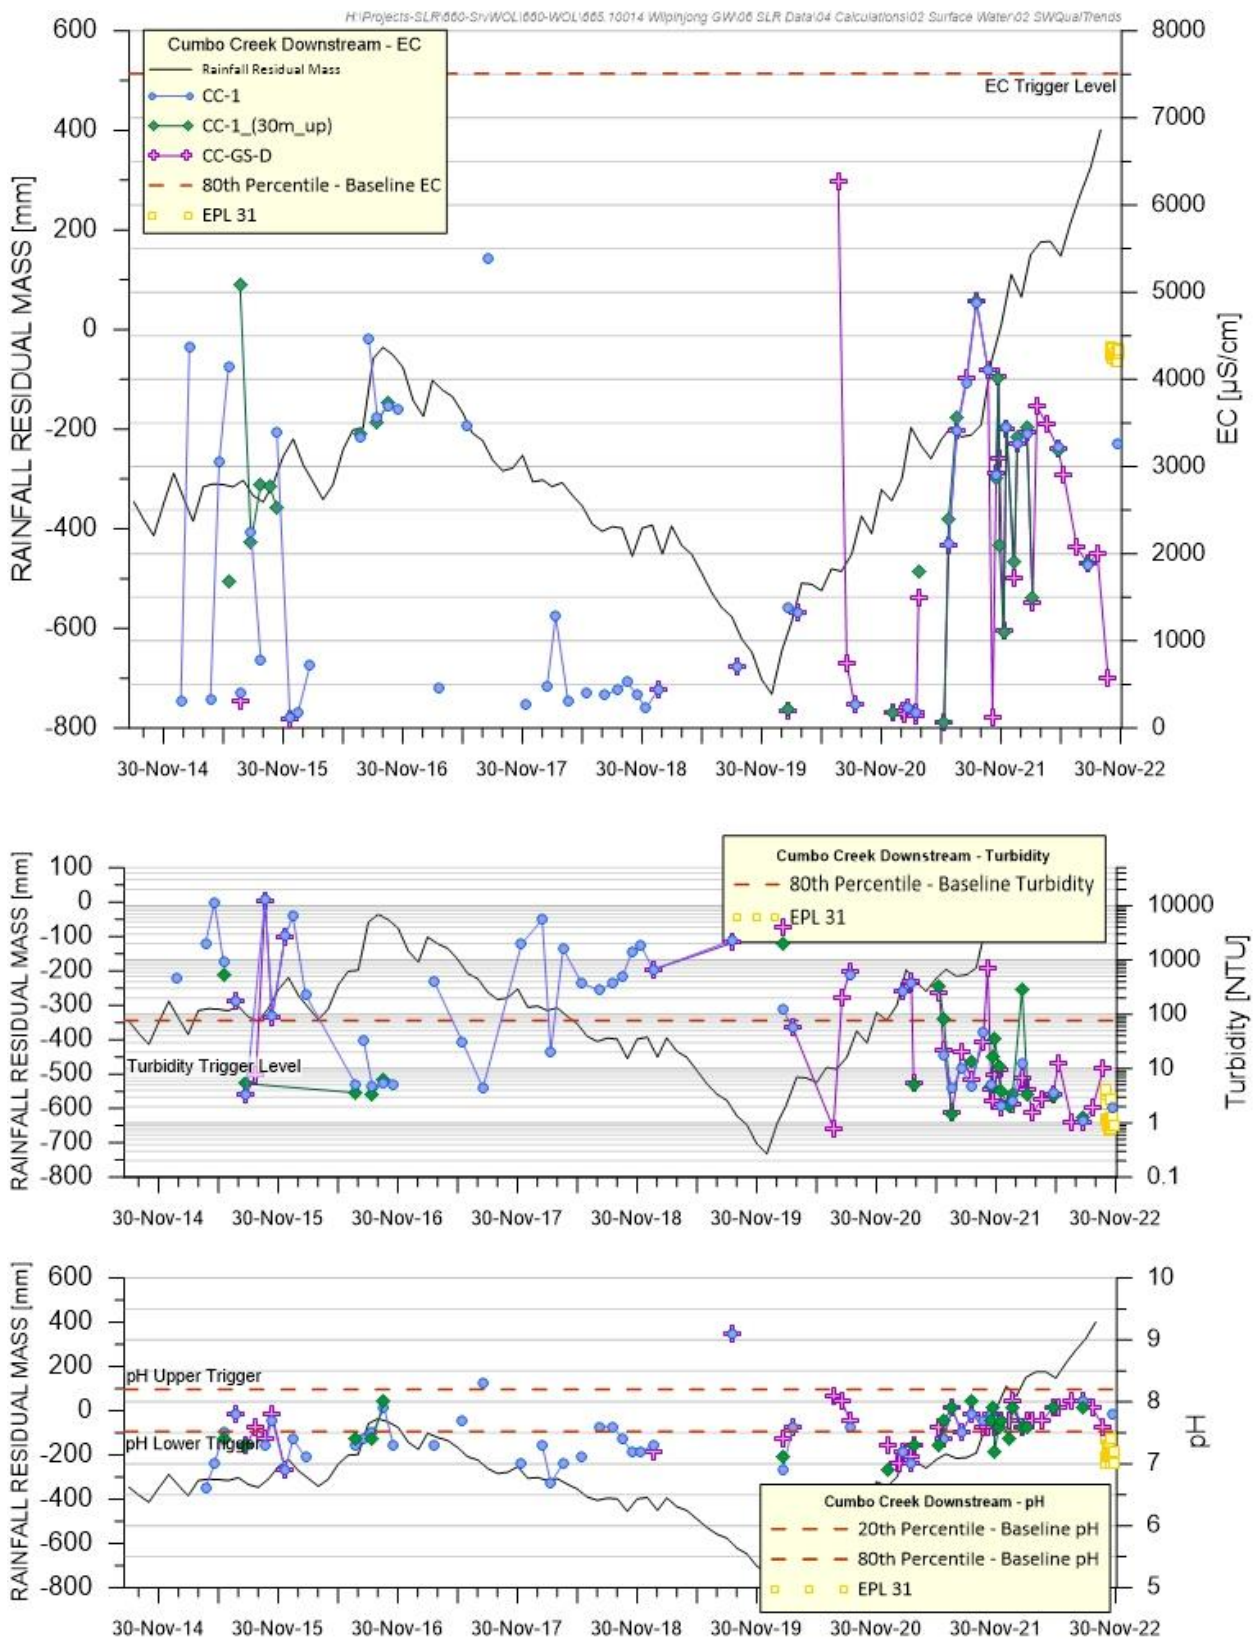 H:\Projects-SLR\660-SrvWOL\660-WOL\665.10014 Wilpinjong GW\06 SLR Data\04 Calculations\02 Surface Water\02 SWQualTrends
Cumbo Creek Downstream - EC
Rainfall Residual Mass
CC-1
CC-1_(30m_up)
CC-GS-D
80th Percentile - Baseline EC
EPL 31
EC Trigger Level
RAINFALL RESIDUAL MASS [mm]
600
400
200
0
-200
-400
-600
-800
8000
7000
6000
5000
4000
3000
2000
1000
0
EC [µS/cm]
30-Nov-14 30-Nov-15 30-Nov-16 30-Nov-17 30-Nov-18 30-Nov-19 30-Nov-20 30-Nov-21 30-Nov-22
Cumbo Creek Downstream - Turbidity
80th Percentile - Baseline Turbidity
EPL 31
Turbidity Trigger Level
RAINFALL RESIDUAL MASS [mm]
100
0
-100
-200
-300
-400
-500
-600
-700
-800
10000
1000
100
10
1
0.1
Turbidity [NTU]
30-Nov-14 30-Nov-15 30-Nov-16 30-Nov-17 30-Nov-18 30-Nov-19 30-Nov-20 30-Nov-21 30-Nov-22
pH Upper Trigger
pH Lower Trigger
RAINFALL RESIDUAL MASS [mm]
600
400
200
0
-200
-400
-600
-800
10
9
8
7
6
5
pH
Cumbo Creek Downstream - pH
20th Percentile - Baseline pH
80th Percentile - Baseline pH
EPL 31
30-Nov-14 30-Nov-15 30-Nov-16 30-Nov-17 30-Nov-18 30-Nov-19 30-Nov-20 30-Nov-21 30-Nov-22